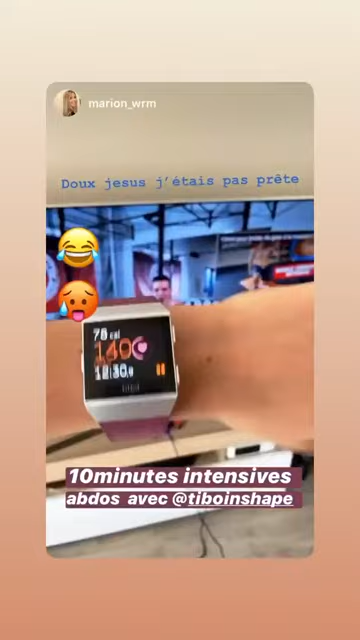 marion_wrm
Doux jesus j'étais pas prête
78 cal
140
12:30
10minutes intensives
abdos avec @tiboinshape